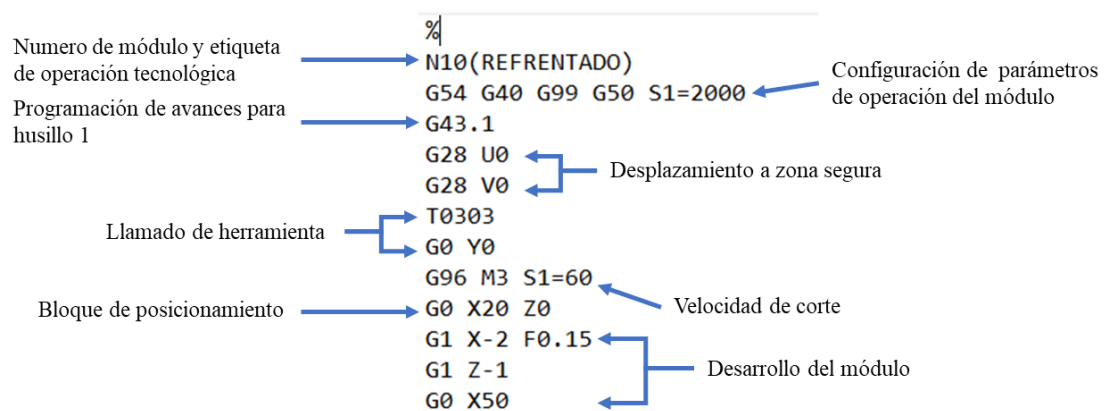 %
Numero de módulo y etiqueta
de operación tecnológica
N10(REFRENTADO)
G54 G40 G99 G50 S1=2000
Configuración de parámetros
de operación del módulo
Programación de avances para
husillo 1
G43.1
G28 U0
G28 V0
Desplazamiento a zona segura
Llamado de herramienta
T0303
G0 Y0
G96 M3 S1=60
Velocidad de corte
Bloque de posicionamiento
G0 X20 Z0
G1 X-2 F0.15
G1 Z-1
G0 X50
Desarrollo del módulo